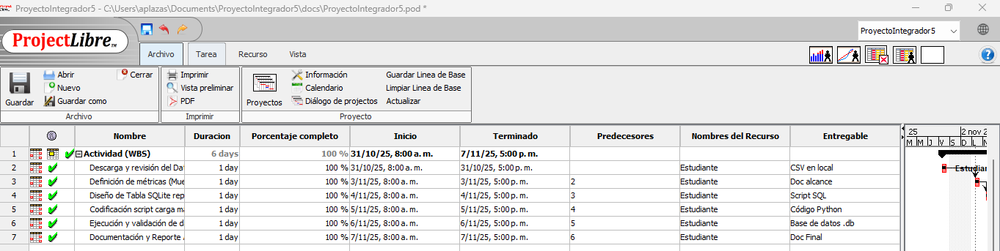 ProyectoIntegrador5 - C:\Users\aplazas\Documents\ProyectoIntegrador5\docs\ProyectoIntegrador5.pod *
ProjectLibre TM
ProyectoIntegrador5
Archivo Tarea Recurso Vista
Guardar
Abrir
Nuevo
Guardar como
Cerrar
Archivo
Imprimir
Vista preliminar
PDF
Imprimir
Proyectos
Información
Calendario
Diálogo de projectos
Guardar Linea de Base
Limpiar Linea de Base
Actualizar
Proyecto
Nombre Duracion Porcentaje completo Inicio Terminado Predecesores Nombres del Recurso Entregable
25 2 nov 2
M M J V S D L M
1 Actividad (WBS) 6 days 100 % 31/10/25, 8:00 a. m. 7/11/25, 5:00 p. m.
2 Descarga y revisión del Dat 1 day 100 % 31/10/25, 8:00 a. m. 31/10/25, 5:00 p. m. Estudiante CSV en local
3 Definición de métricas (Mue 1 day 100 % 3/11/25, 8:00 a. m. 3/11/25, 5:00 p. m. 2 Estudiante Doc alcance
4 Diseño de Tabla SQLite rep 1 day 100 % 4/11/25, 8:00 a. m. 4/11/25, 5:00 p. m. 3 Estudiante Script SQL
5 Codificación script carga ma 1 day 100 % 5/11/25, 8:00 a. m. 5/11/25, 5:00 p. m. 4 Estudiante Código Python
6 Ejecución y validación de d 1 day 100 % 6/11/25, 8:00 a. m. 6/11/25, 5:00 p. m. 5 Estudiante Base de datos .db
7 Documentación y Reporte 1 day 100 % 7/11/25, 8:00 a. m. 7/11/25, 5:00 p. m. 6 Estudiante Doc Final
Estudian